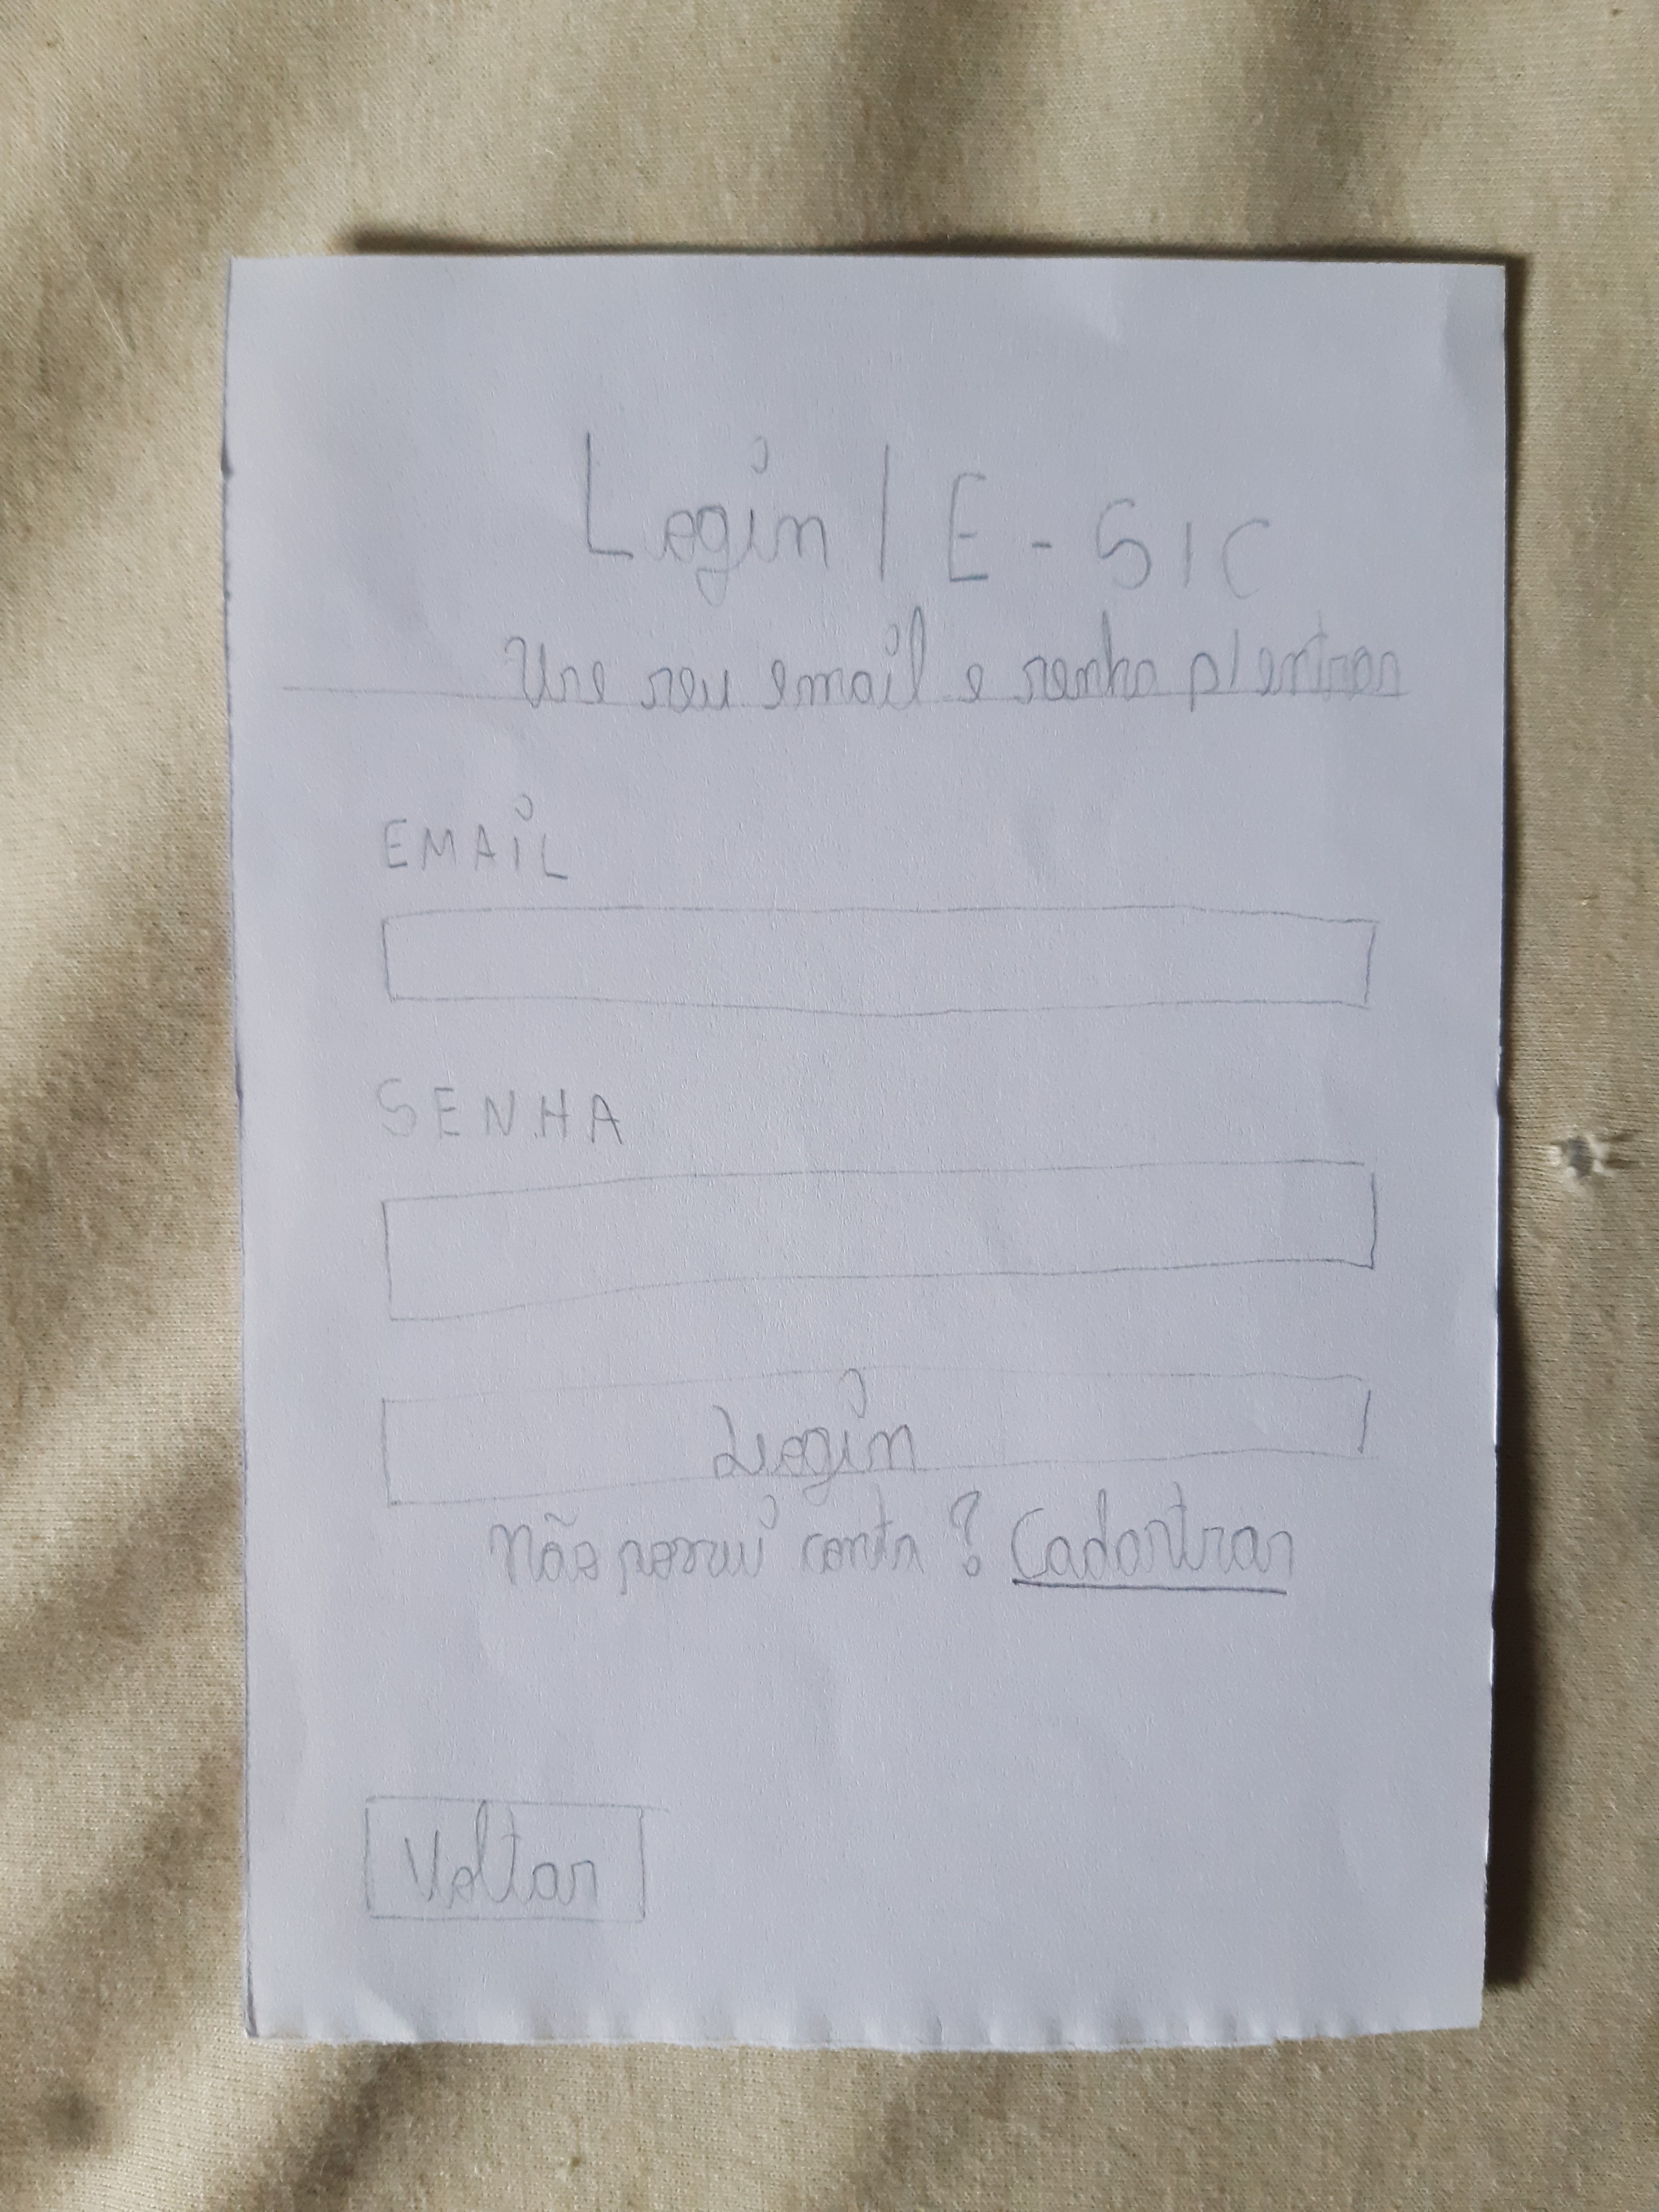 Login | E-SIC
Use seu email e senha p/ entrar
EMAIL
SENHA
Login
Não possui conta? Cadastrar
Voltar